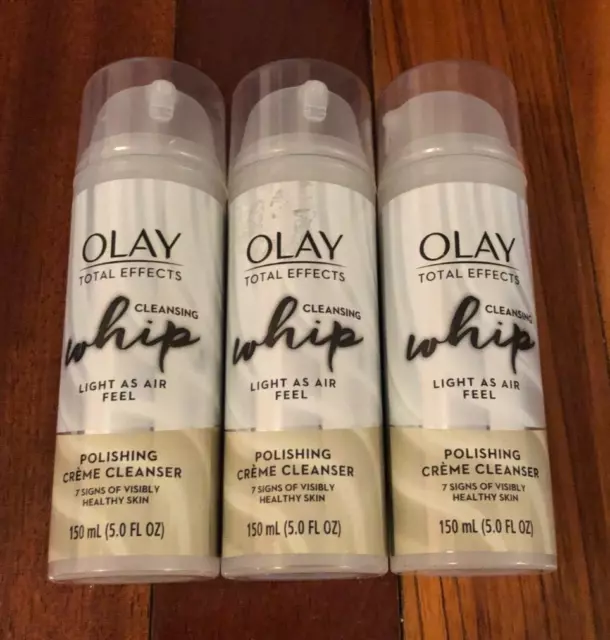 OLAY
TOTAL EFFECTS
CLEANSING
whip
LIGHT AS AIR
FEEL
POLISHING
CRÈME CLEANSER
7 SIGNS OF VISIBLY
HEALTHY SKIN
150 mL (5.0 FL OZ)
OLAY
TOTAL EFFECTS
CLEANSING
whip
LIGHT AS AIR
FEEL
POLISHING
CRÈME CLEANSER
7 SIGNS OF VISIBLY
HEALTHY SKIN
150 mL (5.0 FL OZ)
OLAY
TOTAL EFFECTS
CLEANSING
whip
LIGHT AS AIR
FEEL
POLISHING
CRÈME CLEANSER
7 SIGNS OF VISIBLY
HEALTHY SKIN
150 mL (5.0 FL OZ)